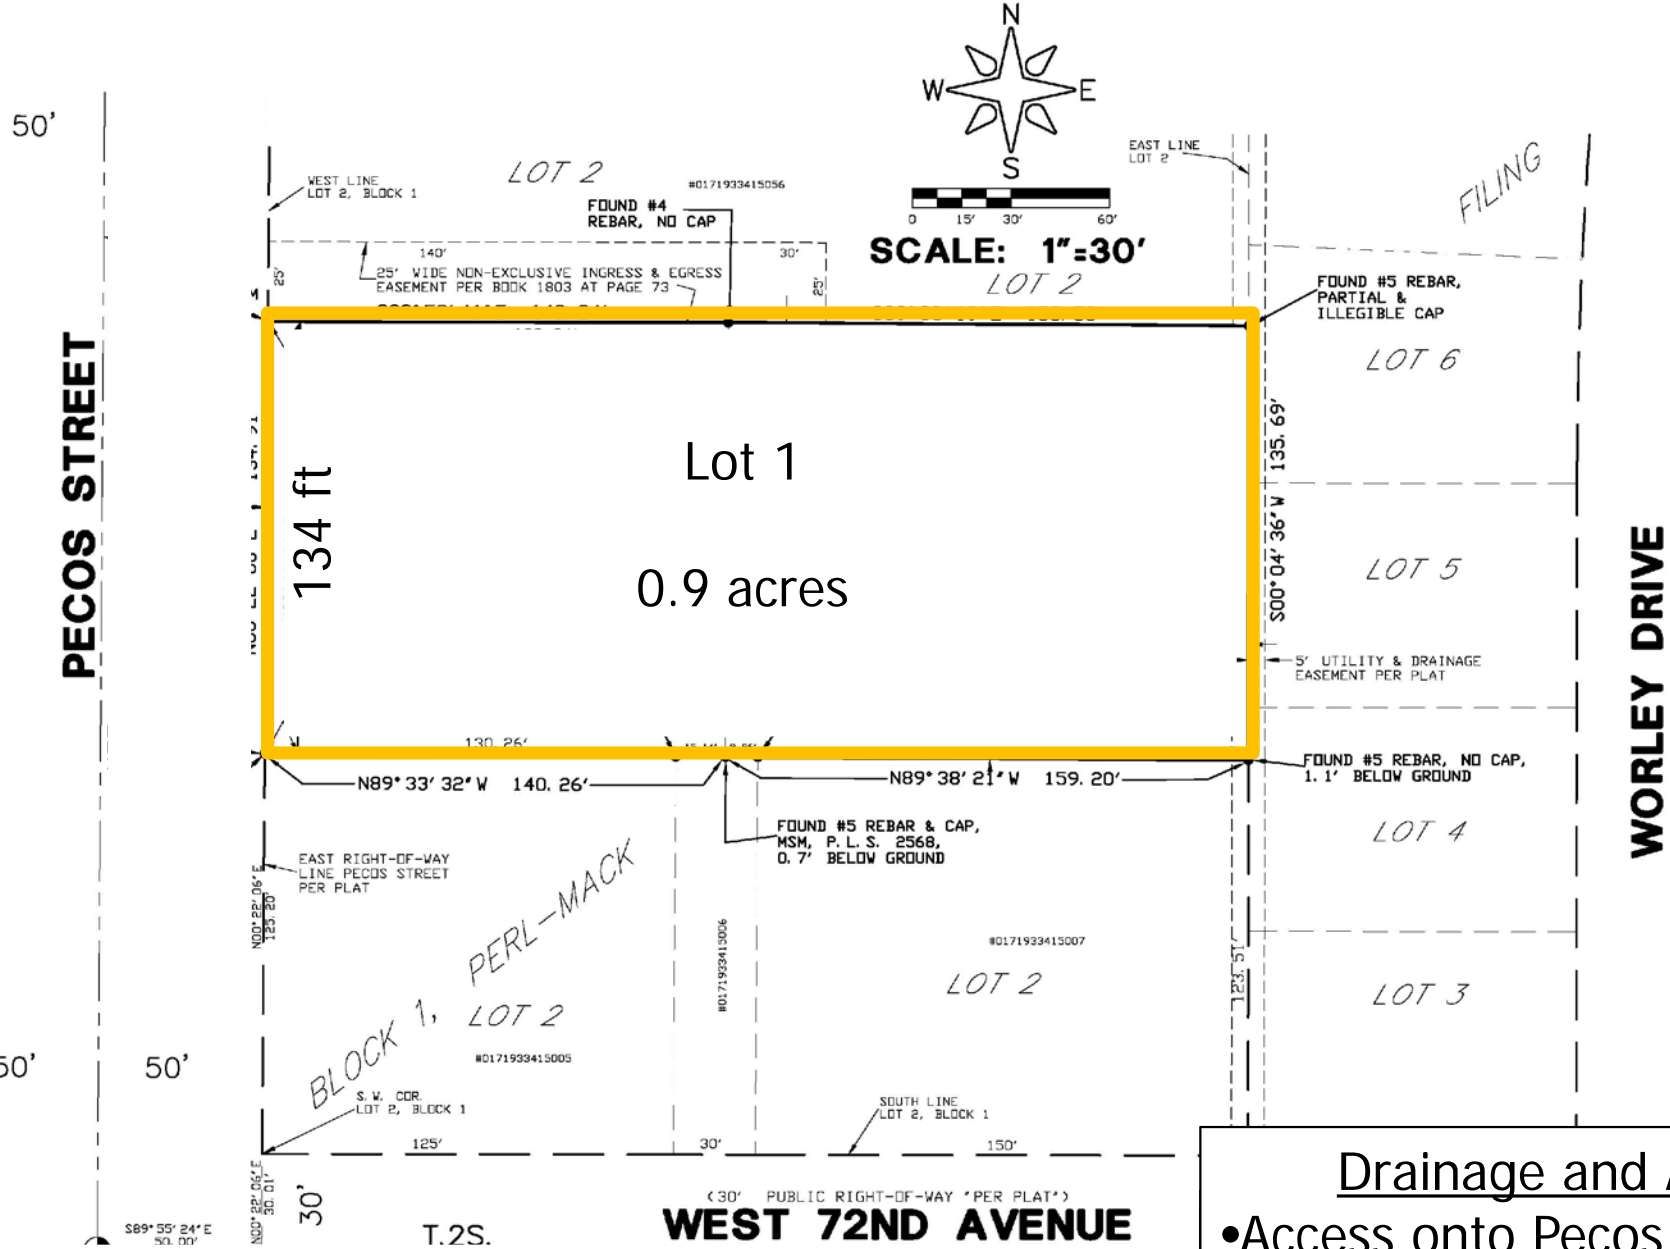 N
W
E
S
50'
WEST LINE
LOT 2, BLOCK 1
LOT 2
#0171933415056
FOUND #4
REBAR, NO CAP
EAST LINE
LOT 2
FILING
0 15' 30' 60'
SCALE: 1"=30'
140'
30'
25'
25'
25' WIDE NON-EXCLUSIVE INGRESS & EGRESS
EASEMENT PER BOOK 1803 AT PAGE 73
LOT 2
FOUND #5 REBAR,
PARTIAL &
ILLEGIBLE CAP
LOT 6
PECOS STREET
134 ft
Lot 1
0.9 acres
S00°04'36"W 135.69'
LOT 5
WORLEY DRIVE
5' UTILITY & DRAINAGE
EASEMENT PER PLAT
130.26'
N89°33'32"W 140.26'
N89°38'21"W 159.20'
FOUND #5 REBAR, NO CAP,
1.1' BELOW GROUND
FOUND #5 REBAR & CAP,
MSM, P.L.S. 2568,
0.7' BELOW GROUND
LOT 4
EAST RIGHT-OF-WAY
LINE PECOS STREET
PER PLAT
N00°22'06"E
125.20'
BLOCK 1, PERL-MACK
LOT 2
#0171933415005
#0171933415006
#0171933415007
LOT 2
123.51'
LOT 3
50'
50'
S.W. COR.
LOT 2, BLOCK 1
SOUTH LINE
LOT 2, BLOCK 1
125'
30'
150'
N00°22'06"E
30.01'
30'
(30' PUBLIC RIGHT-OF-WAY "PER PLAT")
WEST 72ND AVENUE
S89°55'24"E
50.00'
T.2S.
Drainage and
•Access onto Pecos